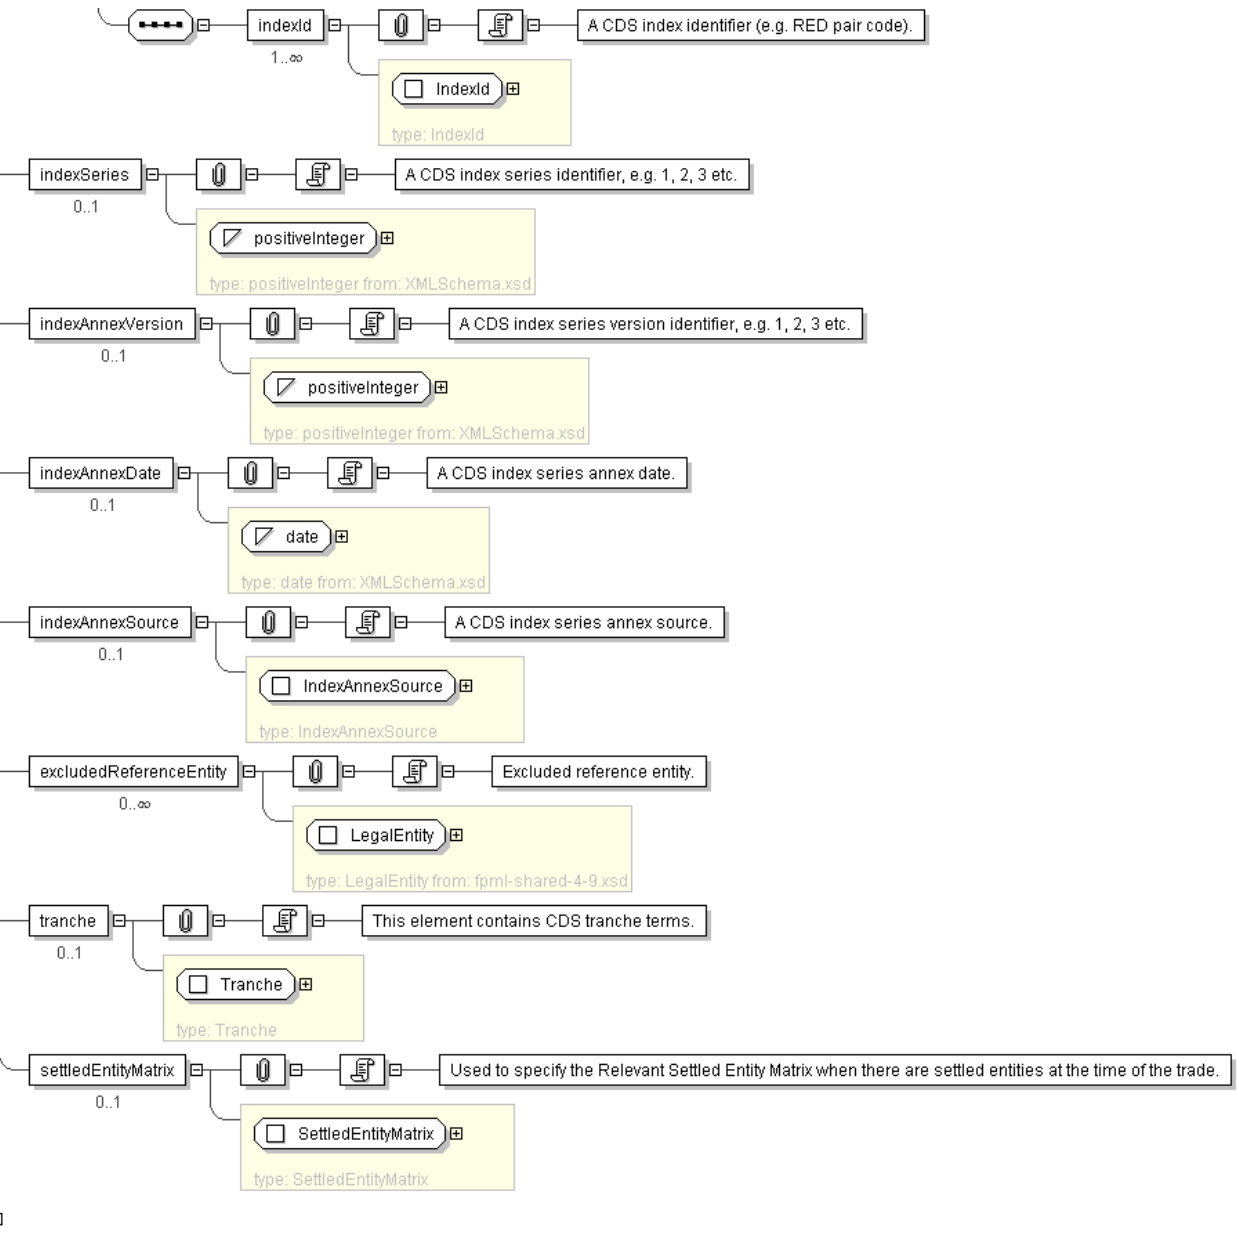 indexId
A CDS index identifier (e.g. RED pair code).
1..∞
IndexId
type: IndexId
indexSeries
A CDS index series identifier, e.g. 1, 2, 3 etc.
0..1
positiveInteger
type: positiveInteger from: XMLSchema.xsd
indexAnnexVersion
A CDS index series version identifier, e.g. 1, 2, 3 etc.
0..1
positiveInteger
type: positiveInteger from: XMLSchema.xsd
indexAnnexDate
A CDS index series annex date.
0..1
date
type: date from: XMLSchema.xsd
indexAnnexSource
A CDS index series annex source.
0..1
IndexAnnexSource
type: IndexAnnexSource
excludedReferenceEntity
Excluded reference entity.
0..∞
LegalEntity
type: LegalEntity from: fpml-shared-4-9.xsd
tranche
This element contains CDS tranche terms.
0..1
Tranche
type: Tranche
settledEntityMatrix
Used to specify the Relevant Settled Entity Matrix when there are settled entities at the time of the trade.
0..1
SettledEntityMatrix
type: SettledEntityMatrix